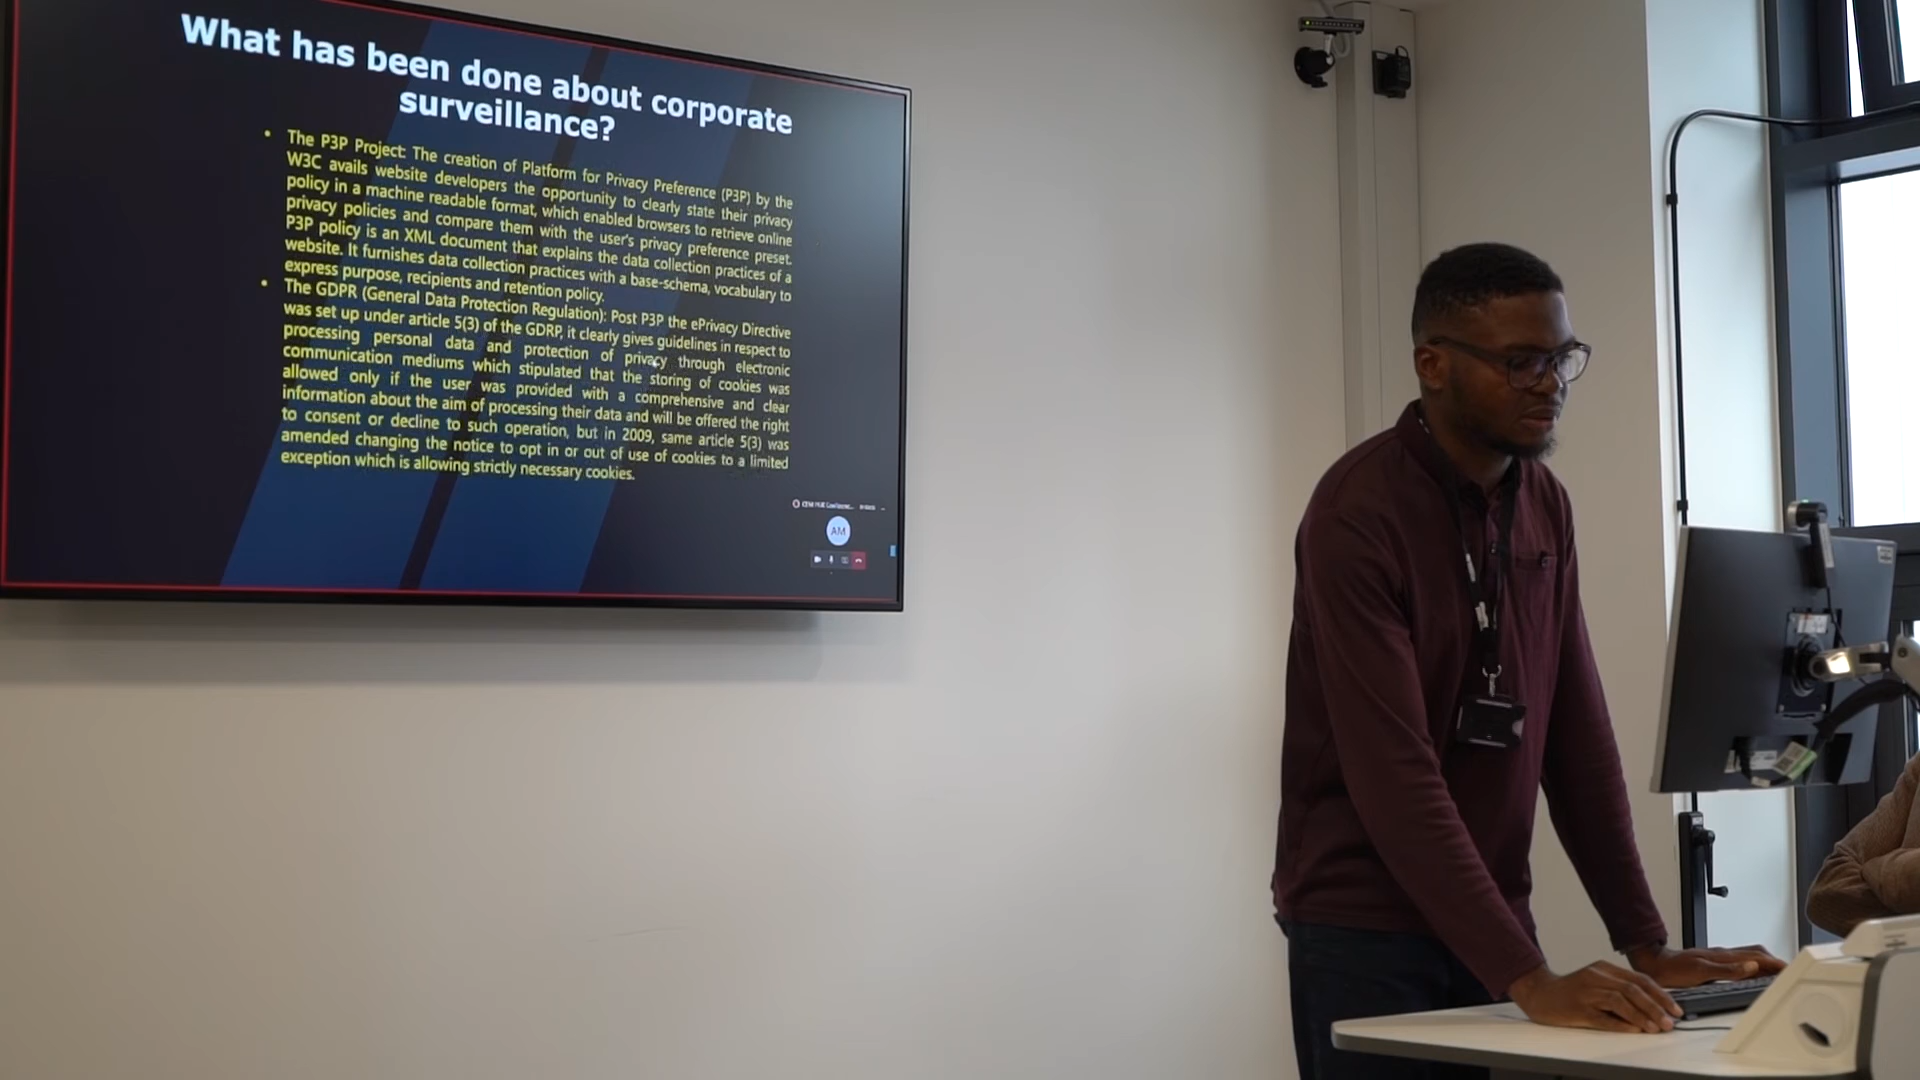 What has been done about corporate
surveillance?
• The P3P Project: The creation of Platform for Privacy Preference (P3P) by the
W3C avails website developers the opportunity to clearly state their privacy
policy in a machine readable format, which enabled browsers to retrieve online
privacy policies and compare them with the user's privacy preference preset.
P3P policy is an XML document that explains the data collection practices of a
website. It furnishes data collection practices with a base-schema, vocabulary to
express purpose, recipients and retention policy.
• The GDPR (General Data Protection Regulation): Post P3P the ePrivacy Directive
was set up under article 5(3) of the GDRP, it clearly gives guidelines in respect to
processing personal data and protection of privacy through electronic
communication mediums which stipulated that the storing of cookies was
allowed only if the user was provided with a comprehensive and clear
information about the aim of processing their data and will be offered the right
to consent or decline to such operation, but in 2009, same article 5(3) was
amended changing the notice to opt in or out of use of cookies to a limited
exception which is allowing strictly necessary cookies.
AM